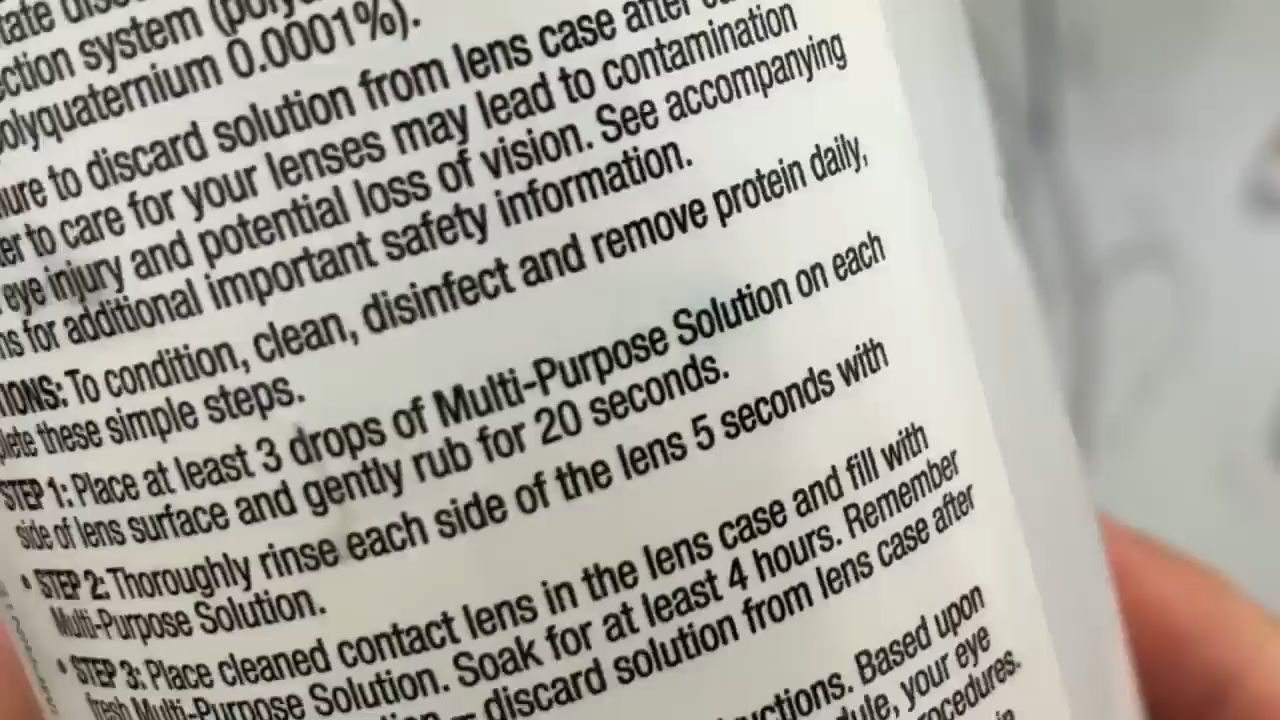 ction system
polyquaternium 0.0001%).
ure to discard solution from lens case after
er to care for your lenses may lead to contamination
eye injury and potential loss of vision. See accompanying
ns for additional important safety information.
IONS: To condition, clean, disinfect and remove protein daily,
lete these simple steps.
STEP 1: Place at least 3 drops of Multi-Purpose Solution on each
side of lens surface and gently rub for 20 seconds.
• STEP 2: Thoroughly rinse each side of the lens 5 seconds with
Multi-Purpose Solution.
• STEP 3: Place cleaned contact lens in the lens case and fill with
fresh Multi-Purpose Solution. Soak for at least 4 hours. Remember
– discard solution from lens case after
uctions. Based upon
dule, your eye
rocedures.
in